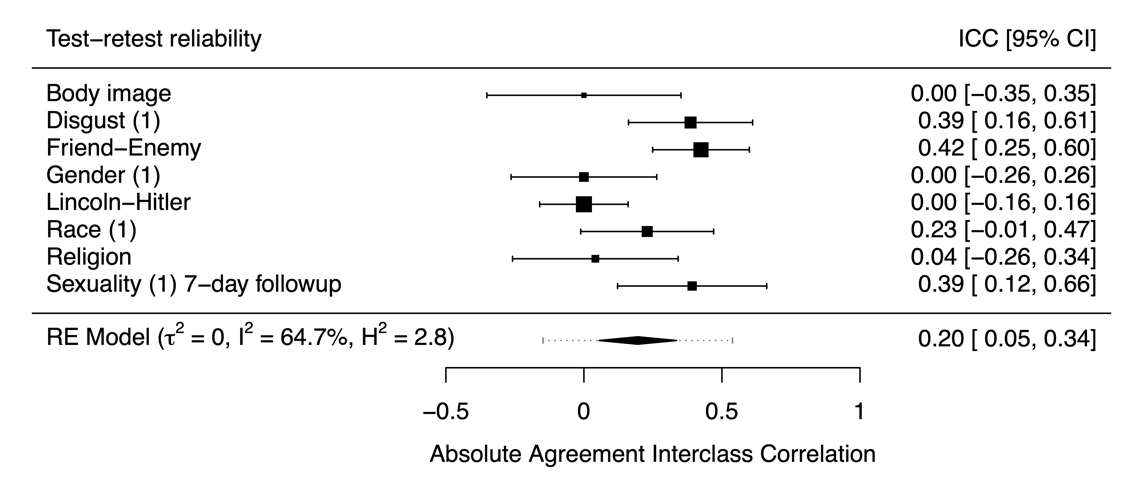 Test−retest reliability ICC [95% CI]
Body image 0.00 [−0.35, 0.35]
Disgust (1) 0.39 [ 0.16, 0.61]
Friend−Enemy 0.42 [ 0.25, 0.60]
Gender (1) 0.00 [−0.26, 0.26]
Lincoln−Hitler 0.00 [−0.16, 0.16]
Race (1) 0.23 [−0.01, 0.47]
Religion 0.04 [−0.26, 0.34]
Sexuality (1) 7−day followup 0.39 [ 0.12, 0.66]
RE Model (τ² = 0, I² = 64.7%, H² = 2.8) 0.20 [ 0.05, 0.34]
−0.5 0 0.5 1
Absolute Agreement Interclass Correlation